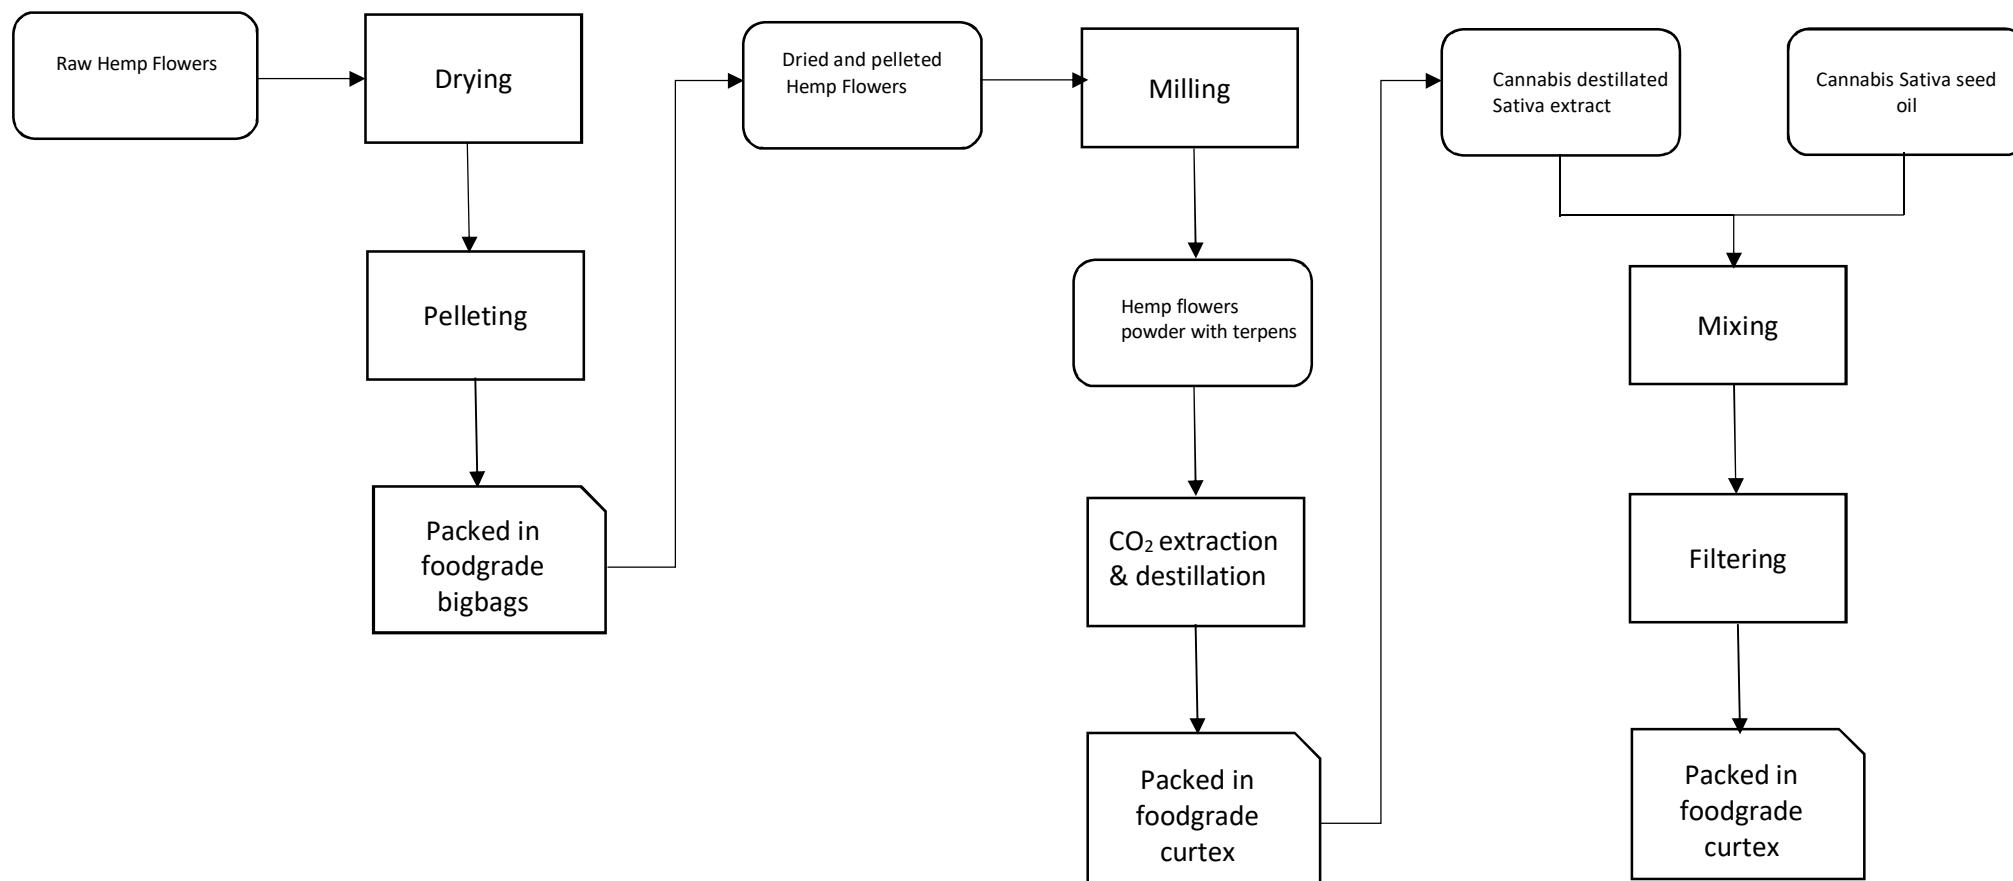 Raw Hemp Flowers
Drying
Pelleting
Packed in
foodgrade
bigbags
Dried and pelleted
Hemp Flowers
Milling
Hemp flowers
powder with terpens
CO₂ extraction
& destillation
Packed in
foodgrade
curtex
Cannabis destillated
Sativa extract
Cannabis Sativa seed
oil
Mixing
Filtering
Packed in
foodgrade
curtex